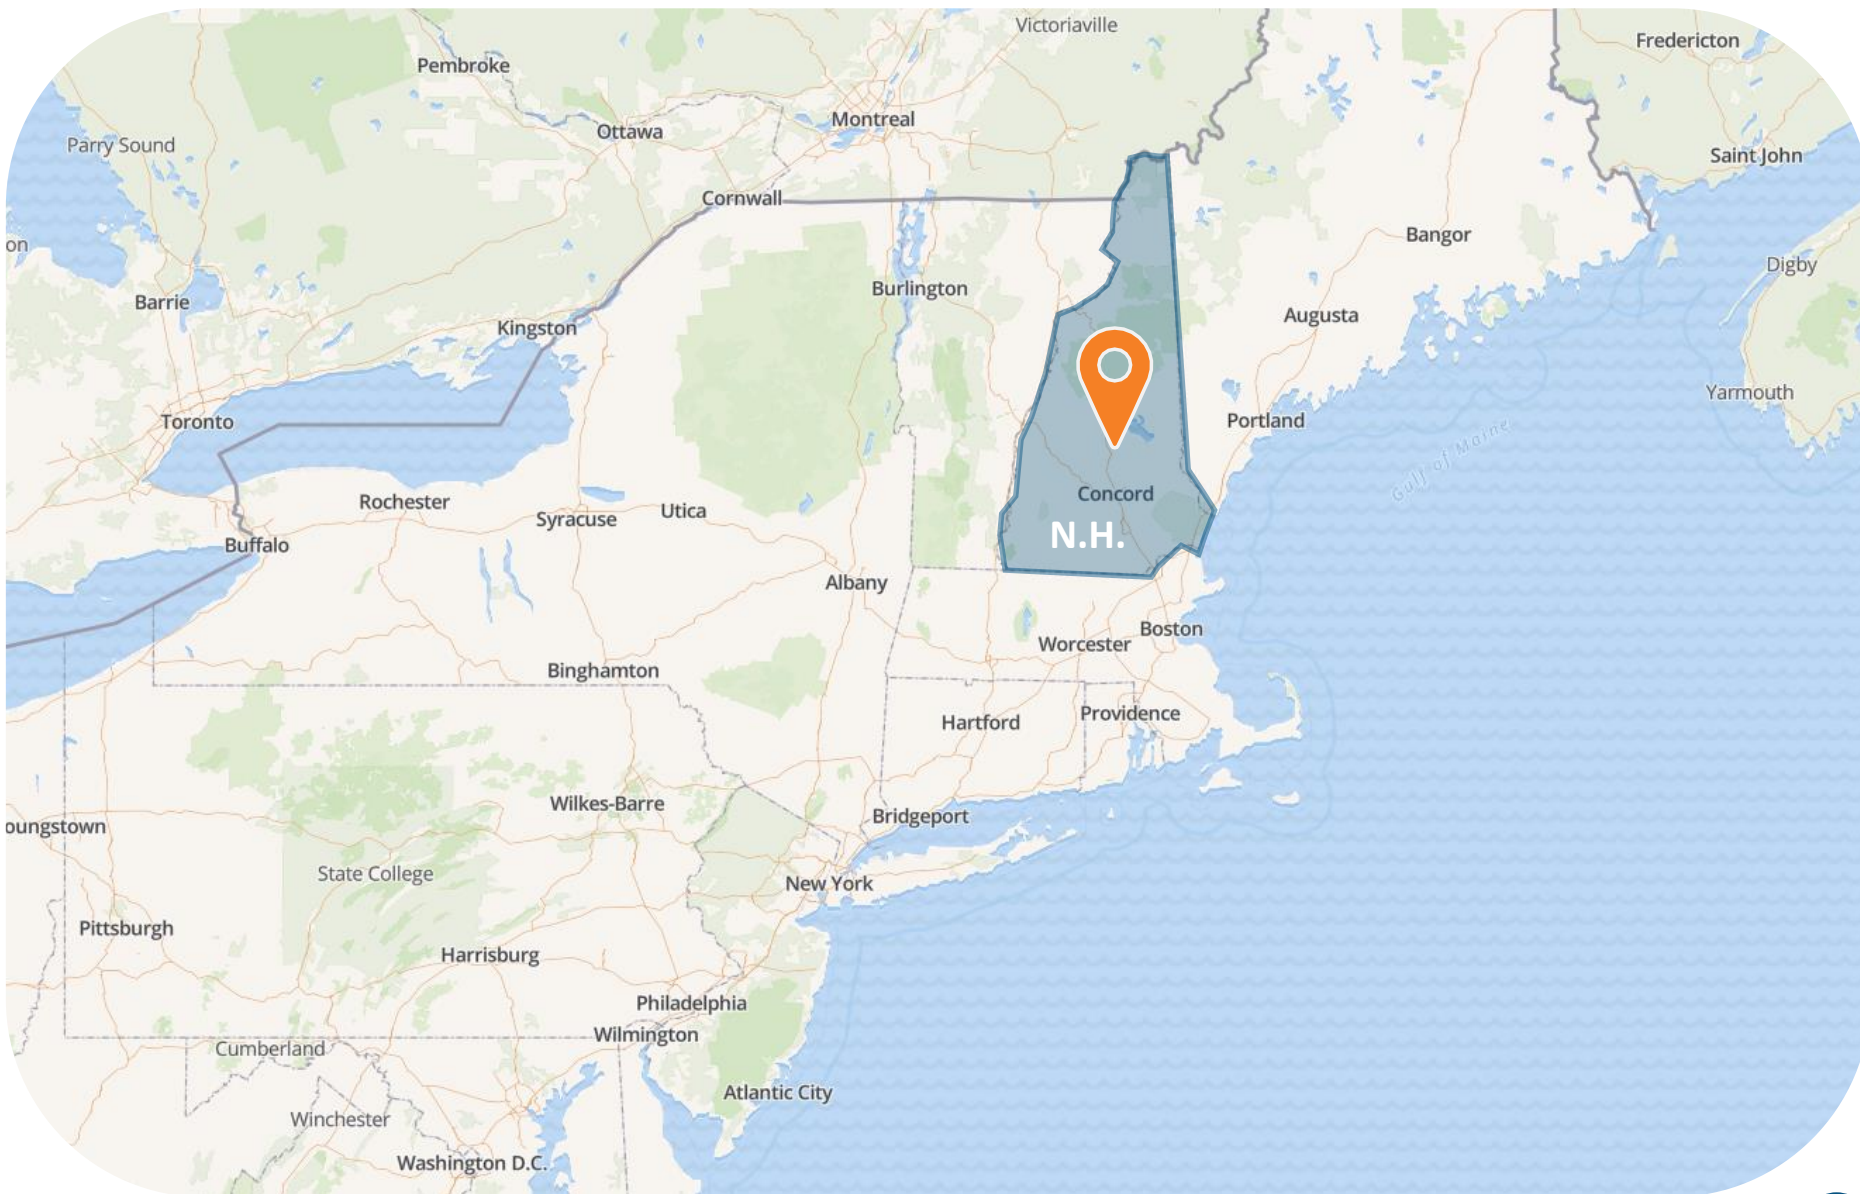 Victoriaville
Fredericton
Pembroke
Montreal
Ottawa
Parry Sound
Saint John
Cornwall
on
Bangor
Digby
Burlington
Barrie
Augusta
Kingston
Yarmouth
Toronto
Portland
Gulf of Maine
Concord
Rochester
Utica
Syracuse
N.H.
Buffalo
Albany
Boston
Worcester
Binghamton
Providence
Hartford
Wilkes-Barre
Bridgeport
oungstown
State College
New York
Pittsburgh
Harrisburg
Philadelphia
Wilmington
Cumberland
Atlantic City
Winchester
Washington D.C.